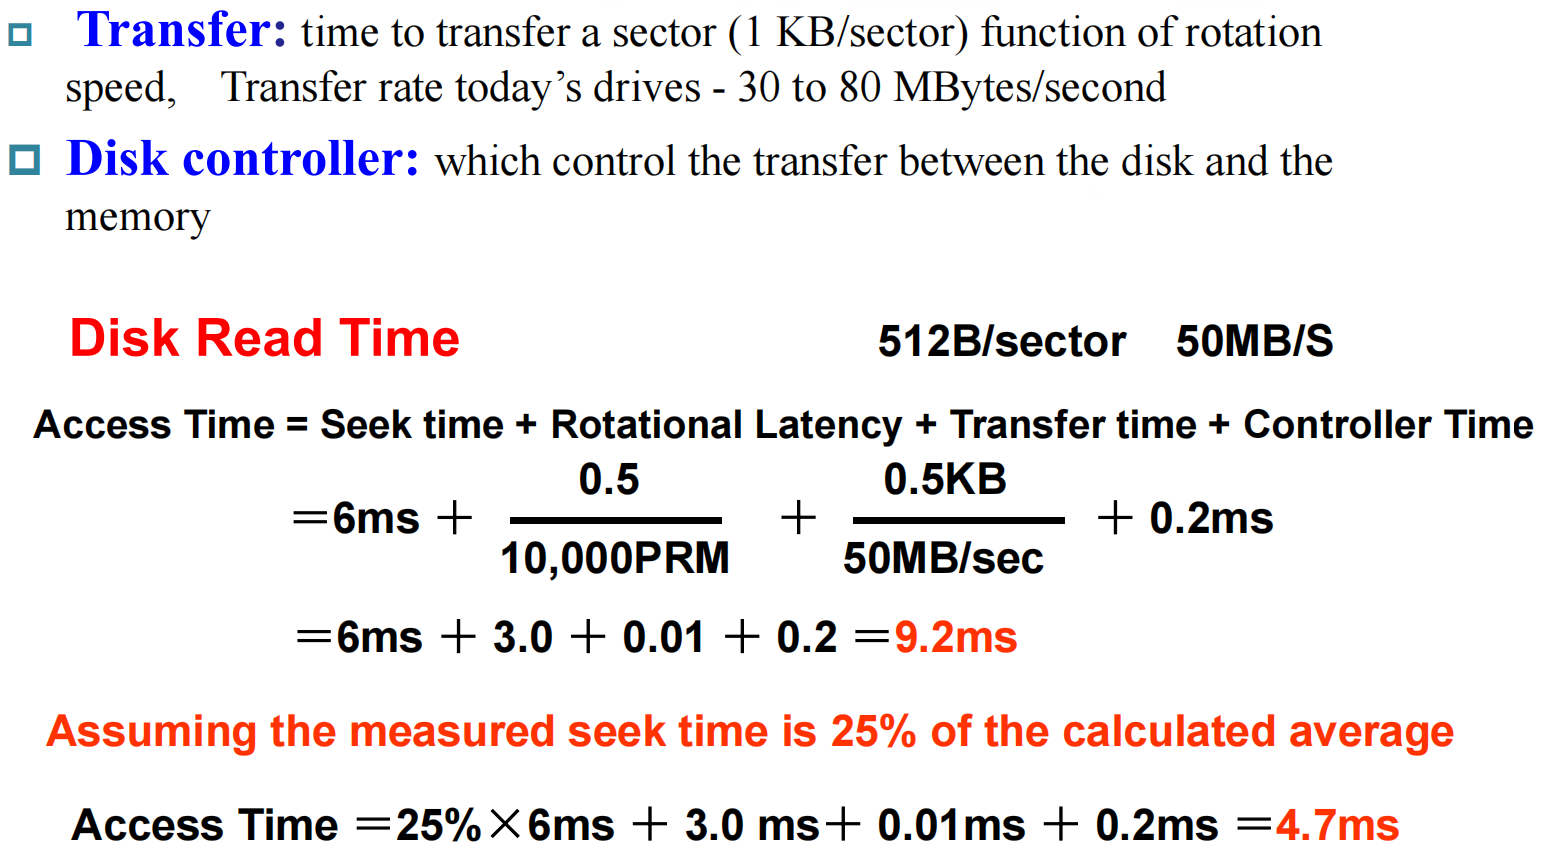 Transfer: time to transfer a sector (1 KB/sector) function of rotation
speed, Transfer rate today’s drives - 30 to 80 MBytes/second
Disk controller: which control the transfer between the disk and the
memory
Disk Read Time 512B/sector 50MB/S
Access Time = Seek time + Rotational Latency + Transfer time + Controller Time
0.5 0.5KB
=6ms + + + 0.2ms
10,000PRM 50MB/sec
=6ms + 3.0 + 0.01 + 0.2 =9.2ms
Assuming the measured seek time is 25% of the calculated average
Access Time =25%×6ms + 3.0 ms+ 0.01ms + 0.2ms =4.7ms